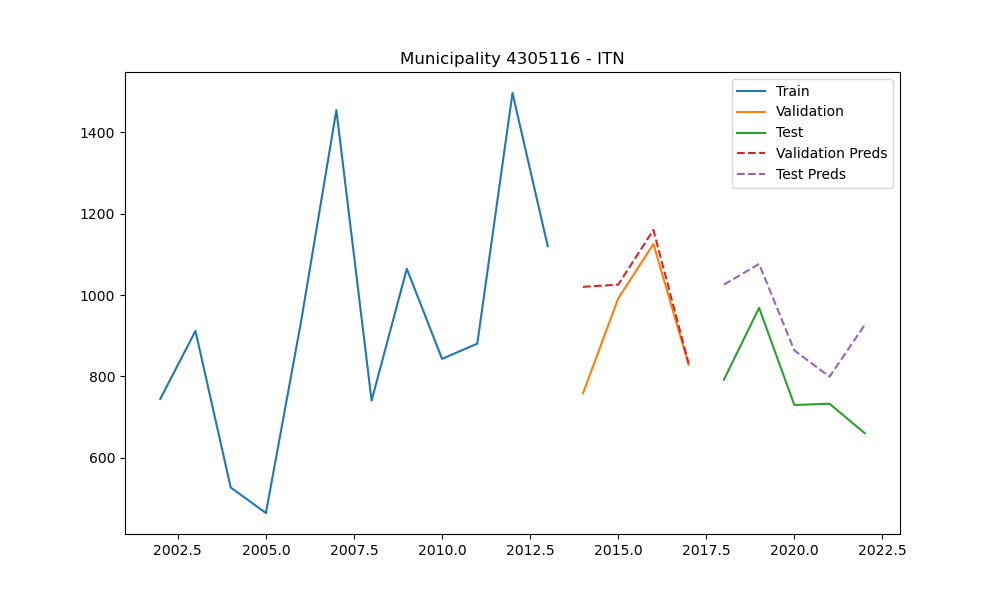 Municipality 4305116 - ITN
Train
Validation
Test
Validation Preds
Test Preds
1400
1200
1000
800
600
2002.5 2005.0 2007.5 2010.0 2012.5 2015.0 2017.5 2020.0 2022.5